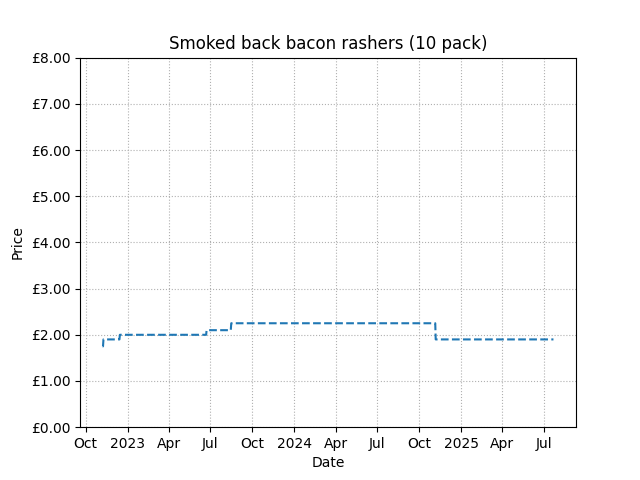 Smoked back bacon rashers (10 pack)
£8.00
£7.00
£6.00
£5.00
£4.00
£3.00
£2.00
£1.00
£0.00
Price
Oct 2023 Apr Jul Oct 2024 Apr Jul Oct 2025 Apr Jul
Date